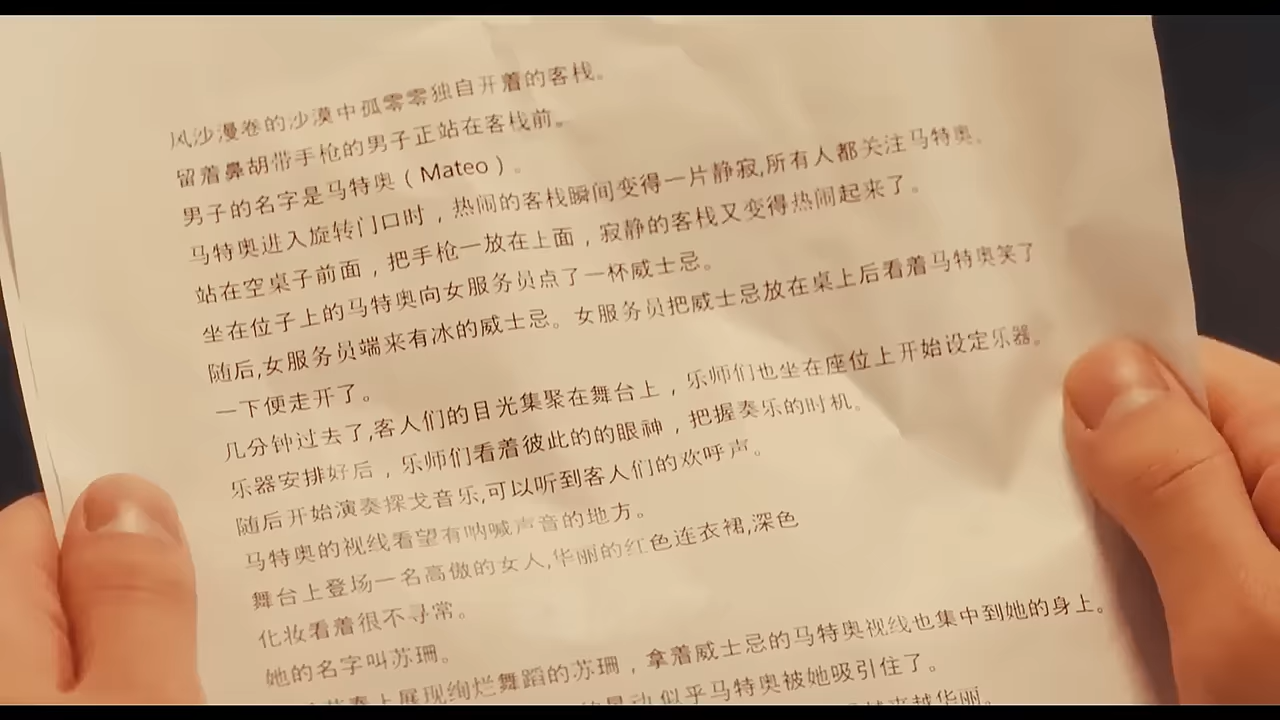 风沙漫卷的沙漠中孤零零独自开着的客栈。
留着鼻胡带手枪的男子正站在客栈前。
男子的名字是马特奥（Mateo）。
马特奥进入旋转门口时，热闹的客栈瞬间变得一片静寂,所有人都关注马特奥。
站在空桌子前面，把手枪一放在上面，寂静的客栈又变得热闹起来了。
坐在位子上的马特奥向女服务员点了一杯威士忌。
随后,女服务员端来有冰的威士忌。女服务员把威士忌放在桌上后看着马特奥笑了
一下便走开了。
几分钟过去了,客人们的目光集聚在舞台上，乐师们也坐在座位上开始设定乐器。
乐器安排好后，乐师们看着彼此的的眼神，把握奏乐的时机。
随后开始演奏探戈音乐,可以听到客人们的欢呼声。
马特奥的视线看望有呐喊声音的地方。
舞台上登场一名高傲的女人,华丽的红色连衣裙,深色
化妆看着很不寻常。
她的名字叫苏珊。
上展现绚烂舞蹈的苏珊，拿着威士忌的马特奥视线也集中到她的身上。
似乎马特奥被她吸引住了。
越华丽。